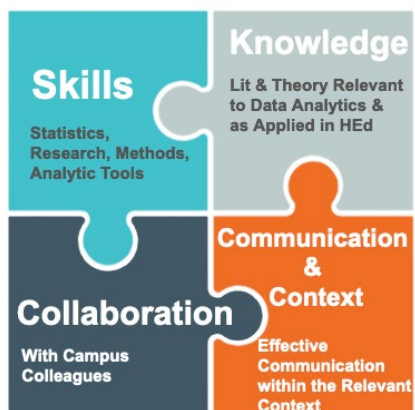 Skills
Statistics,
Research, Methods,
Analytic Tools
Knowledge
Lit & Theory Relevant
to Data Analytics &
as Applied in HEd
Collaboration
With Campus
Colleagues
Communication
&
Context
Effective
Communication
within the Relevant
Context